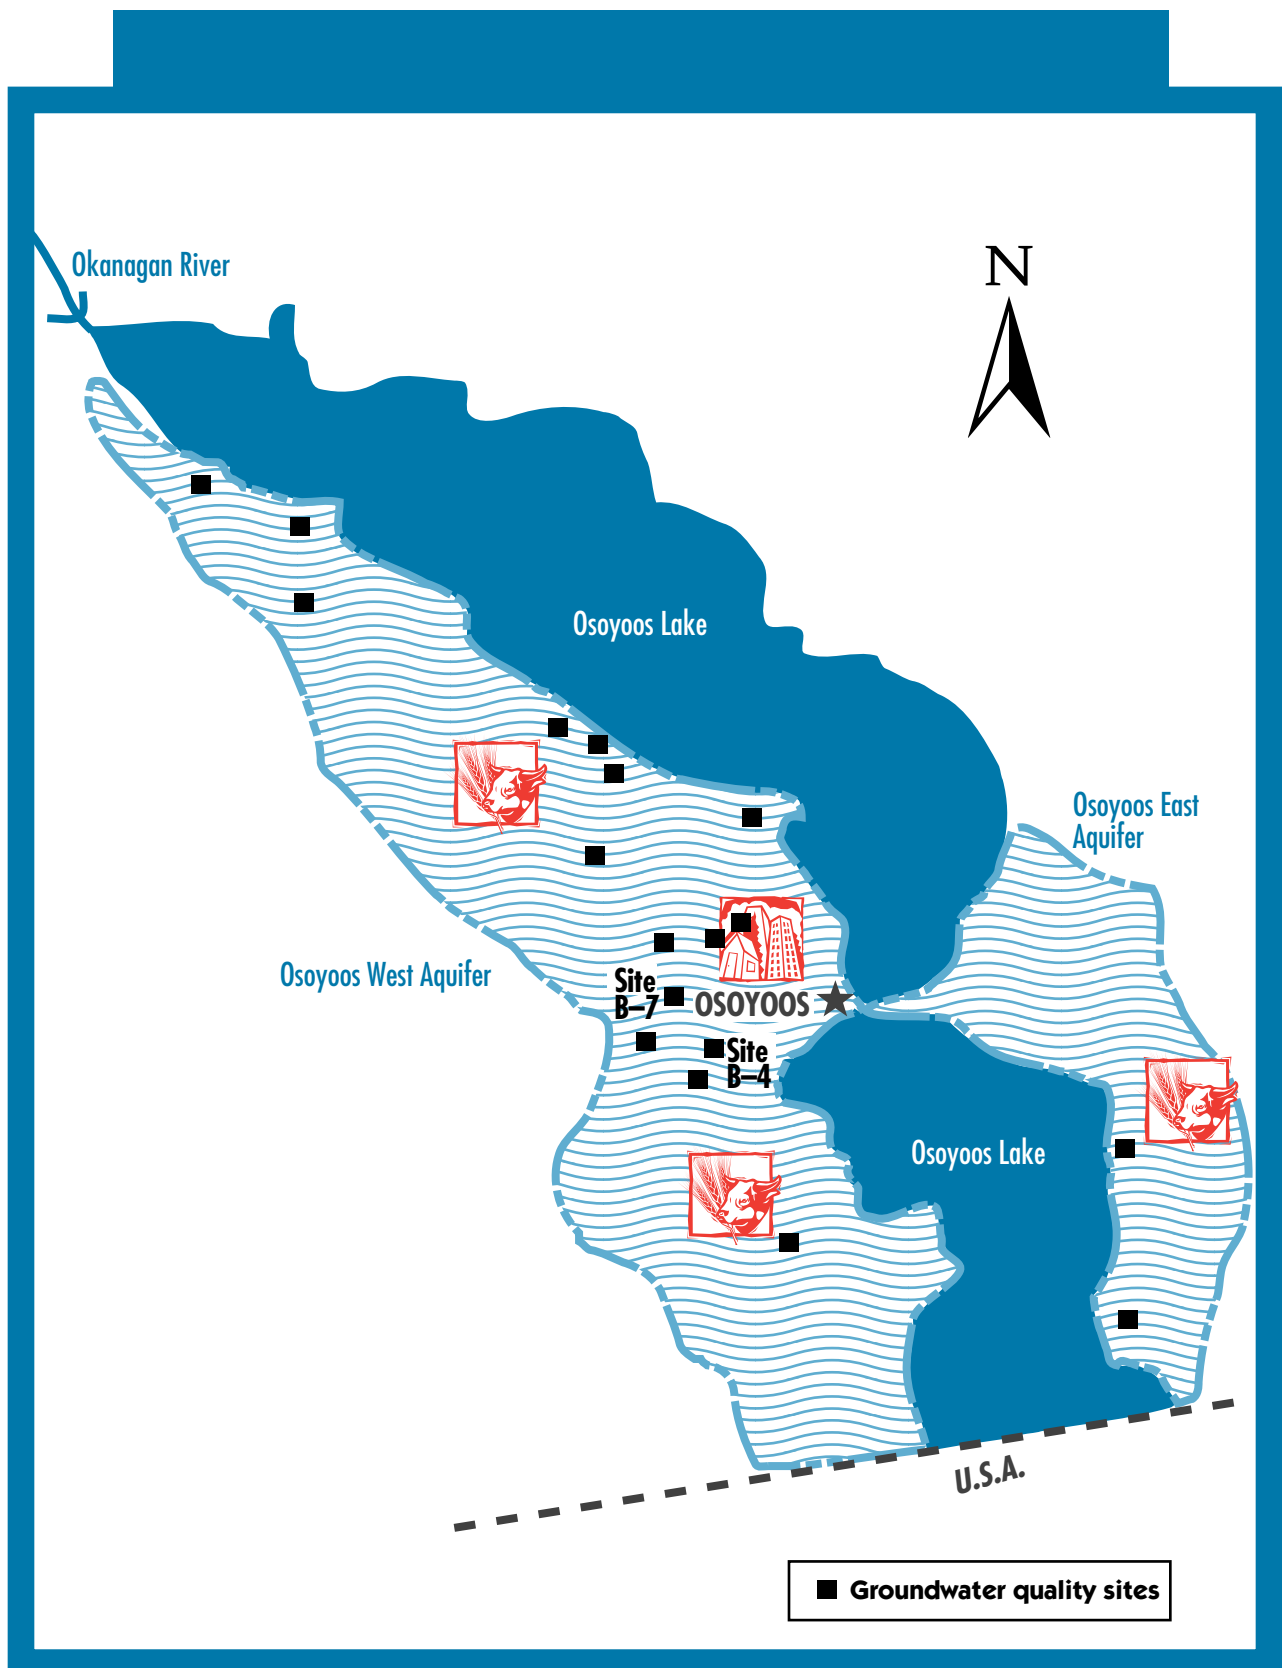 N
Okanagan River
Osoyoos Lake
Osoyoos East
Aquifer
Osoyoos West Aquifer
Site
B–7
OSOYOOS
Site
B–4
Osoyoos Lake
U.S.A.
Groundwater quality sites